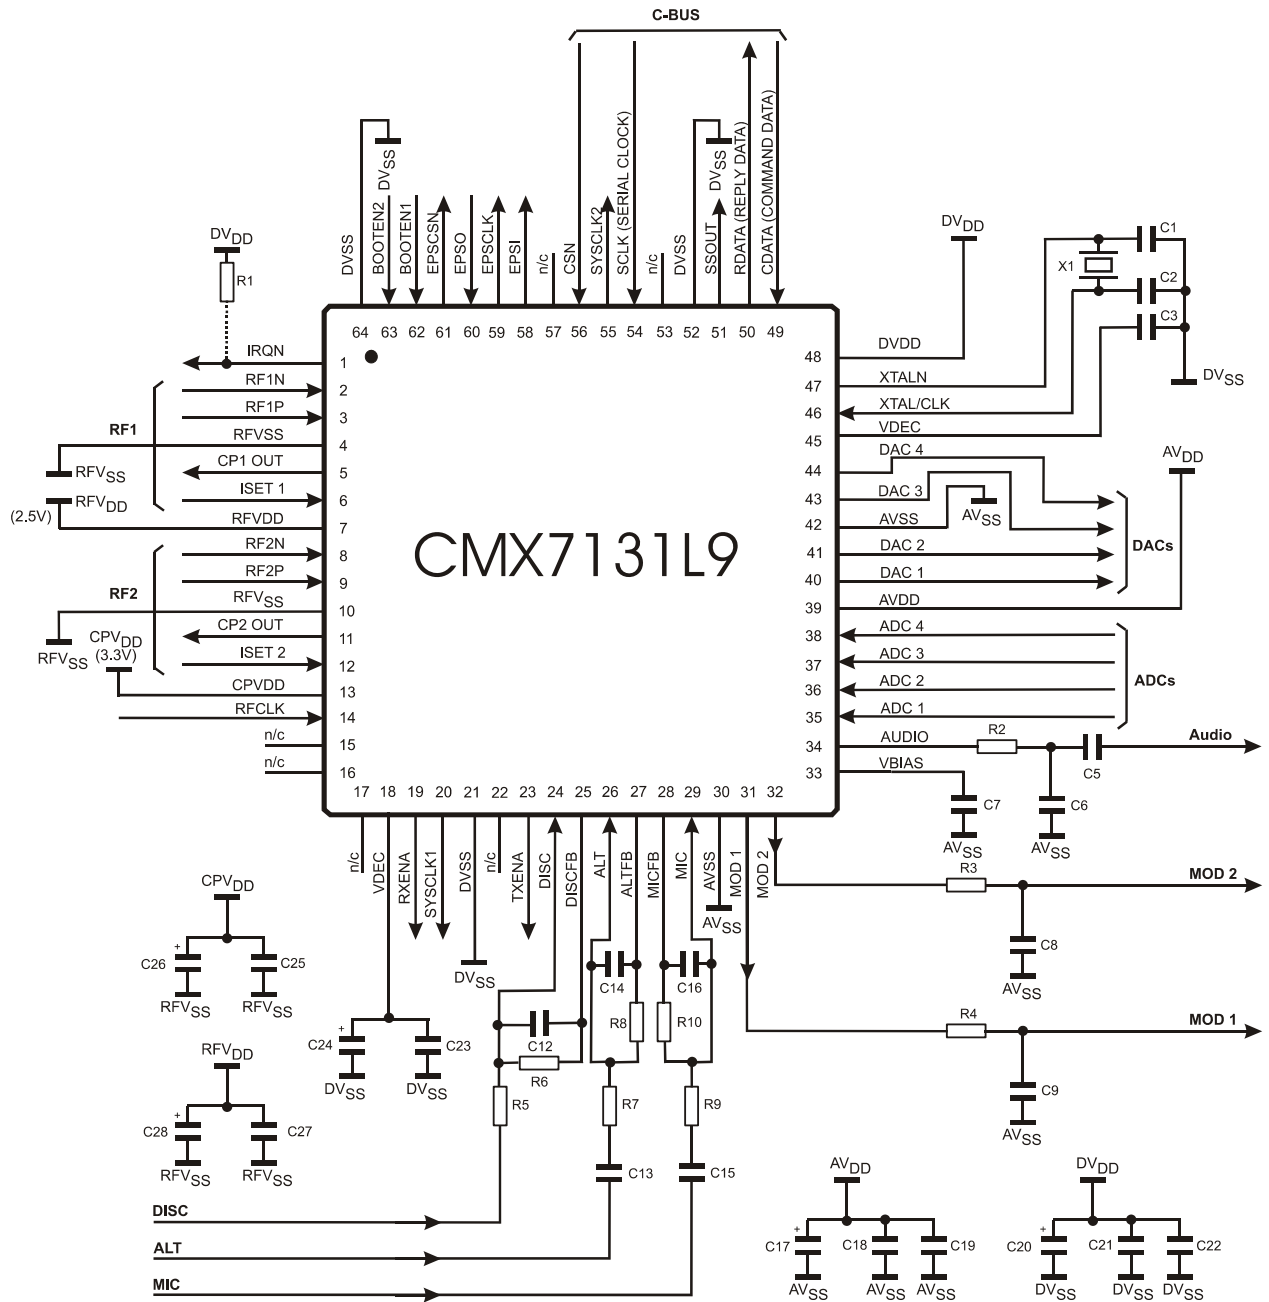 C-BUS
DVSS
BOOTEN2
DVSS
BOOTEN1
EPSCSN
EPSO
EPSCLK
EPSI
n/c
CSN
SYSCLK2
SCLK (SERIAL CLOCK)
n/c
DVSS
SSOUT
DVSS
RDATA (REPLY DATA)
CDATA (COMMAND DATA)
64 63 62 61 60 59 58 57 56 55 54 53 52 51 50 49
DVDD
R1
IRQN 1
RF1N 2
RF1P 3
RF1
RFVSS 4
RFVSS
CP1 OUT 5
ISET 1 6
RFVDD
(2.5V)
RFVDD 7
RF2N 8
RF2P 9
RF2
RFVSS 10
RFVSS
CP2 OUT 11
ISET 2 12
CPVDD
(3.3V)
CPVDD 13
RFCLK 14
n/c 15
n/c 16
CMX7131L9
DVDD
C1
X1
C2
C3
DVSS
48 DVDD
47 XTALN
46 XTAL/CLK
45 VDEC
44 DAC 4
43 DAC 3
42 AVSS
AVSS
41 DAC 2
40 DAC 1
DACs
AVDD
39 AVDD
38 ADC 4
37 ADC 3
36 ADC 2
35 ADC 1
ADCs
34 AUDIO
R2
C5
Audio
C6
AVSS
33 VBIAS
C7
AVSS
17 18 19 20 21 22 23 24 25 26 27 28 29 30 31 32
n/c
VDEC
RXENA
SYSCLK1
DVSS
n/c
TXENA
DISC
DISCFB
ALT
ALTFB
MICFB
MIC
AVSS
MOD 1
MOD 2
AVSS
DVSS
R3
MOD 2
C8
AVSS
R4
MOD 1
C9
AVSS
CPVDD
+
C26
C25
RFVSS
RFVSS
+
C24
C23
DVSS
DVSS
C12
R6
R5
C14
R8
R7
C13
C16
R10
R9
C15
RFVDD
+
C28
C27
RFVSS
RFVSS
DISC
ALT
MIC
AVDD
+
C17
C18
C19
AVSS
AVSS
AVSS
DVDD
+
C20
C21
C22
DVSS
DVSS
DVSS